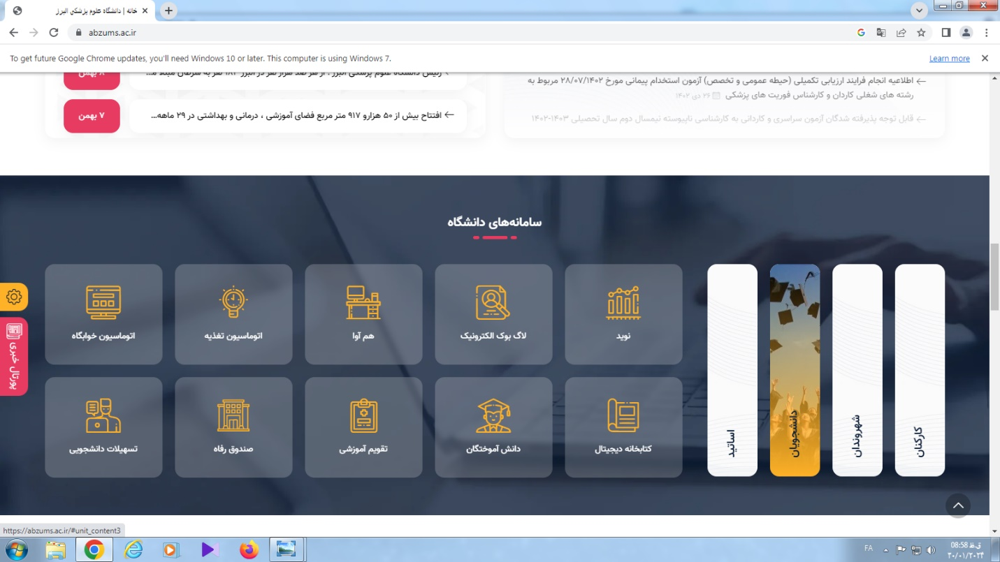 خانه | دانشگاه علوم پزشکی البرز
abzums.ac.ir
To get future Google Chrome updates, you'll need Windows 10 or later. This computer is using Windows 7.
Learn more
اطلاعیه انجام فرایند ارزیابی تکمیلی (حیطه عمومی و تخصص) آزمون استخدام پیمانی مورخ ۲۸/۰۷/۱۴۰۲ مربوط به
رشته های شغلی کاردان و کارشناس فوریت های پزشکی ۲۶ دی ۱۴۰۲
قابل توجه پذیرفته شدگان آزمون سراسری و کاردانی به کارشناسی ناپیوسته نیمسال دوم سال تحصیلی ۱۴۰۳-۱۴۰۲
رئیس دانشگاه علوم پزشکی البرز : از هر صد هزار نفر در البرز ۱۸۲ نفر به سرطان مبتلا م...
۸ بهمن
افتتاح بیش از ۵۰ هزارو ۹۱۷ متر مربع فضای آموزشی ، درمانی و بهداشتی در ۲۹ ماهه...
۷ بهمن
سامانه‌های دانشگاه
کارکنان
شهروندان
دانشجویان
اساتید
نوید
لاگ بوک الکترونیک
هم آوا
اتوماسیون تغذیه
اتوماسیون خوابگاه
کتابخانه دیجیتال
دانش آموختگان
تقویم آموزشی
صندوق رفاه
تسهیلات دانشجویی
پورتال خبری
https://abzums.ac.ir/#unit_content3
FA
08:58 ق.ظ
۳۰/۰۱/۲۰۲۴